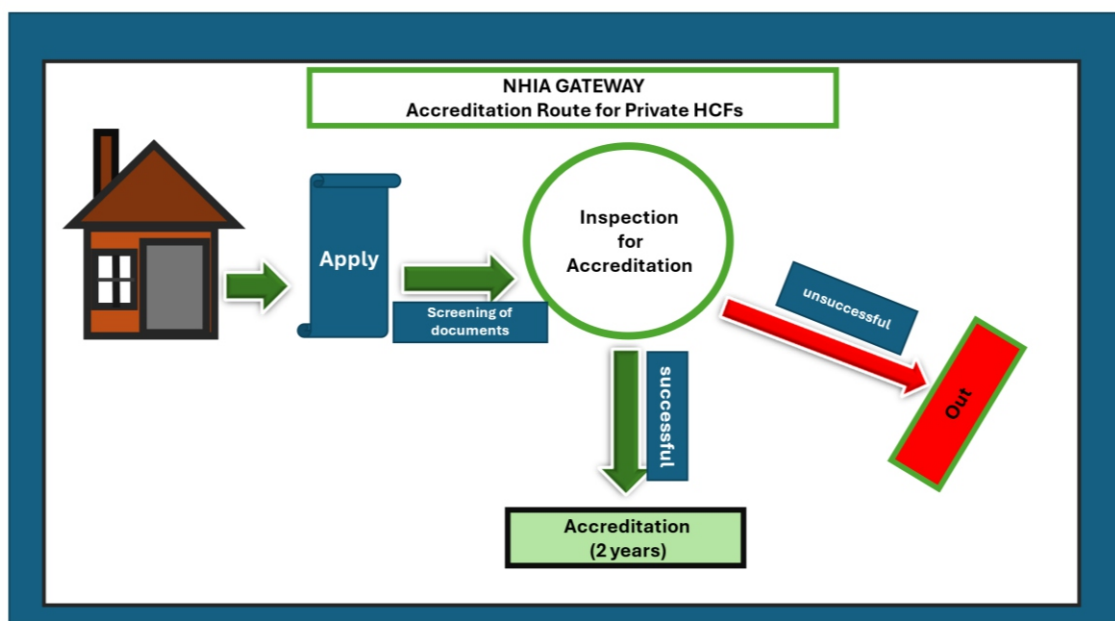 NHIA GATEWAY
Accreditation Route for Private HCFs
Apply
Screening of
documents
Inspection
for
Accreditation
unsuccessful
Out
successful
Accreditation
(2 years)